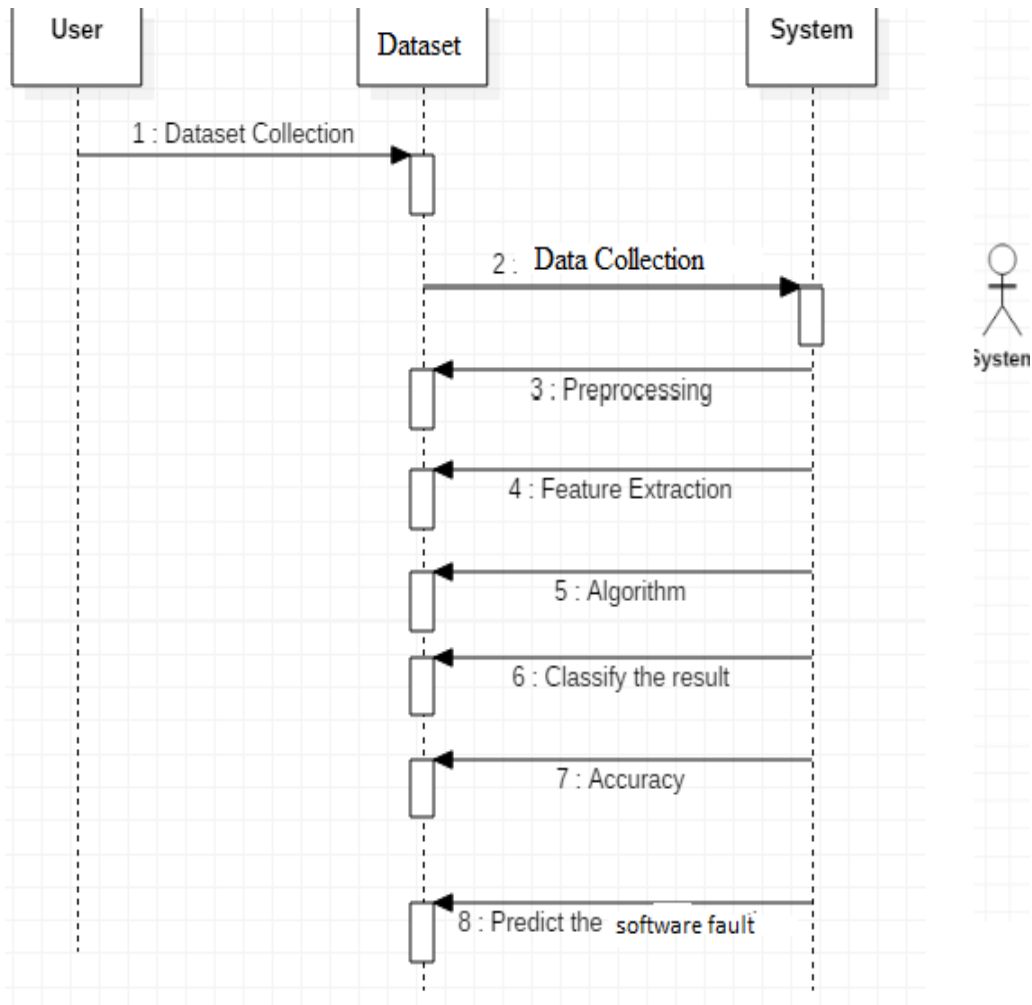 User
Dataset
System
1 : Dataset Collection
2 : Data Collection
System
3 : Preprocessing
4 : Feature Extraction
5 : Algorithm
6 : Classify the result
7 : Accuracy
8 : Predict the software fault